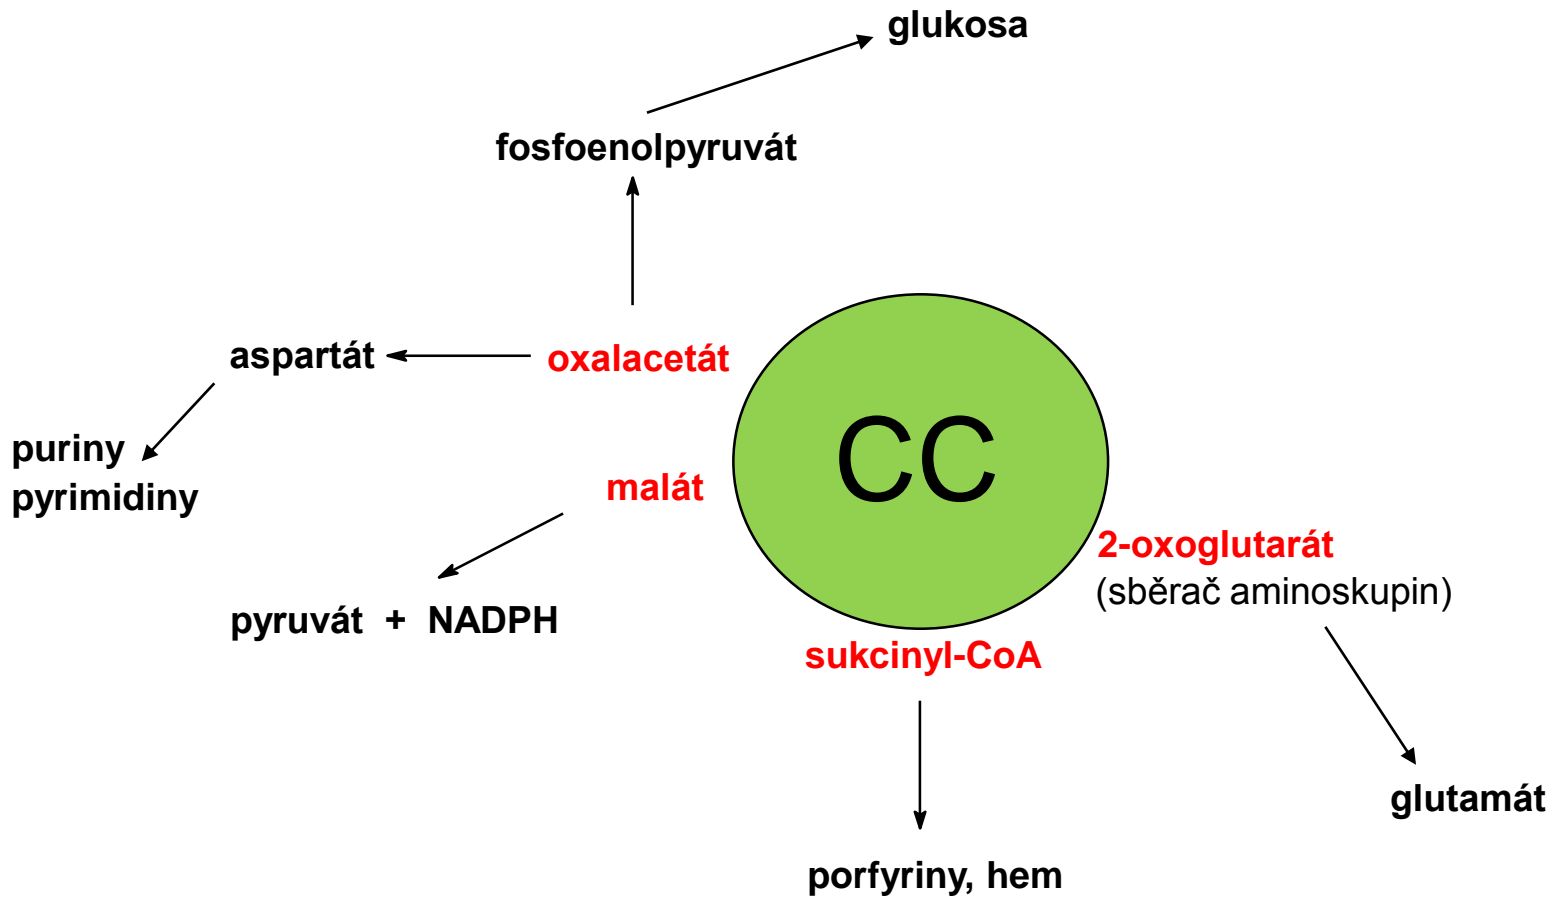 glukosa
fosfoenolpyruvát
aspartát
oxalacetát
CC
puriny
pyrimidiny
malát
2-oxoglutarát
(sběrač aminoskupin)
pyruvát + NADPH
sukcinyl-CoA
glutamát
porfyriny, hem